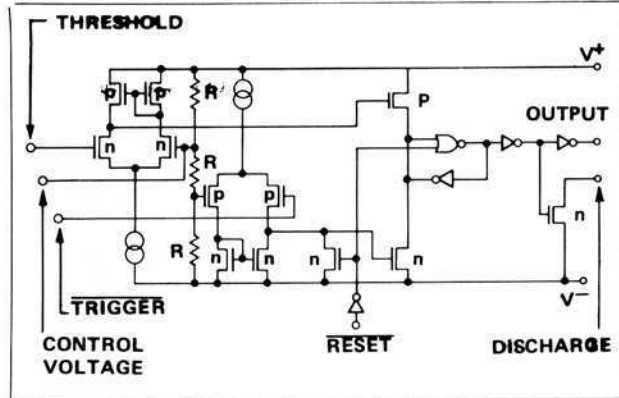 THRESHOLD
V+
p p R
P
OUTPUT
n n
R
p p
n
R
n n n n
TRIGGER
V-
CONTROL
VOLTAGE
RESET
DISCHARGE